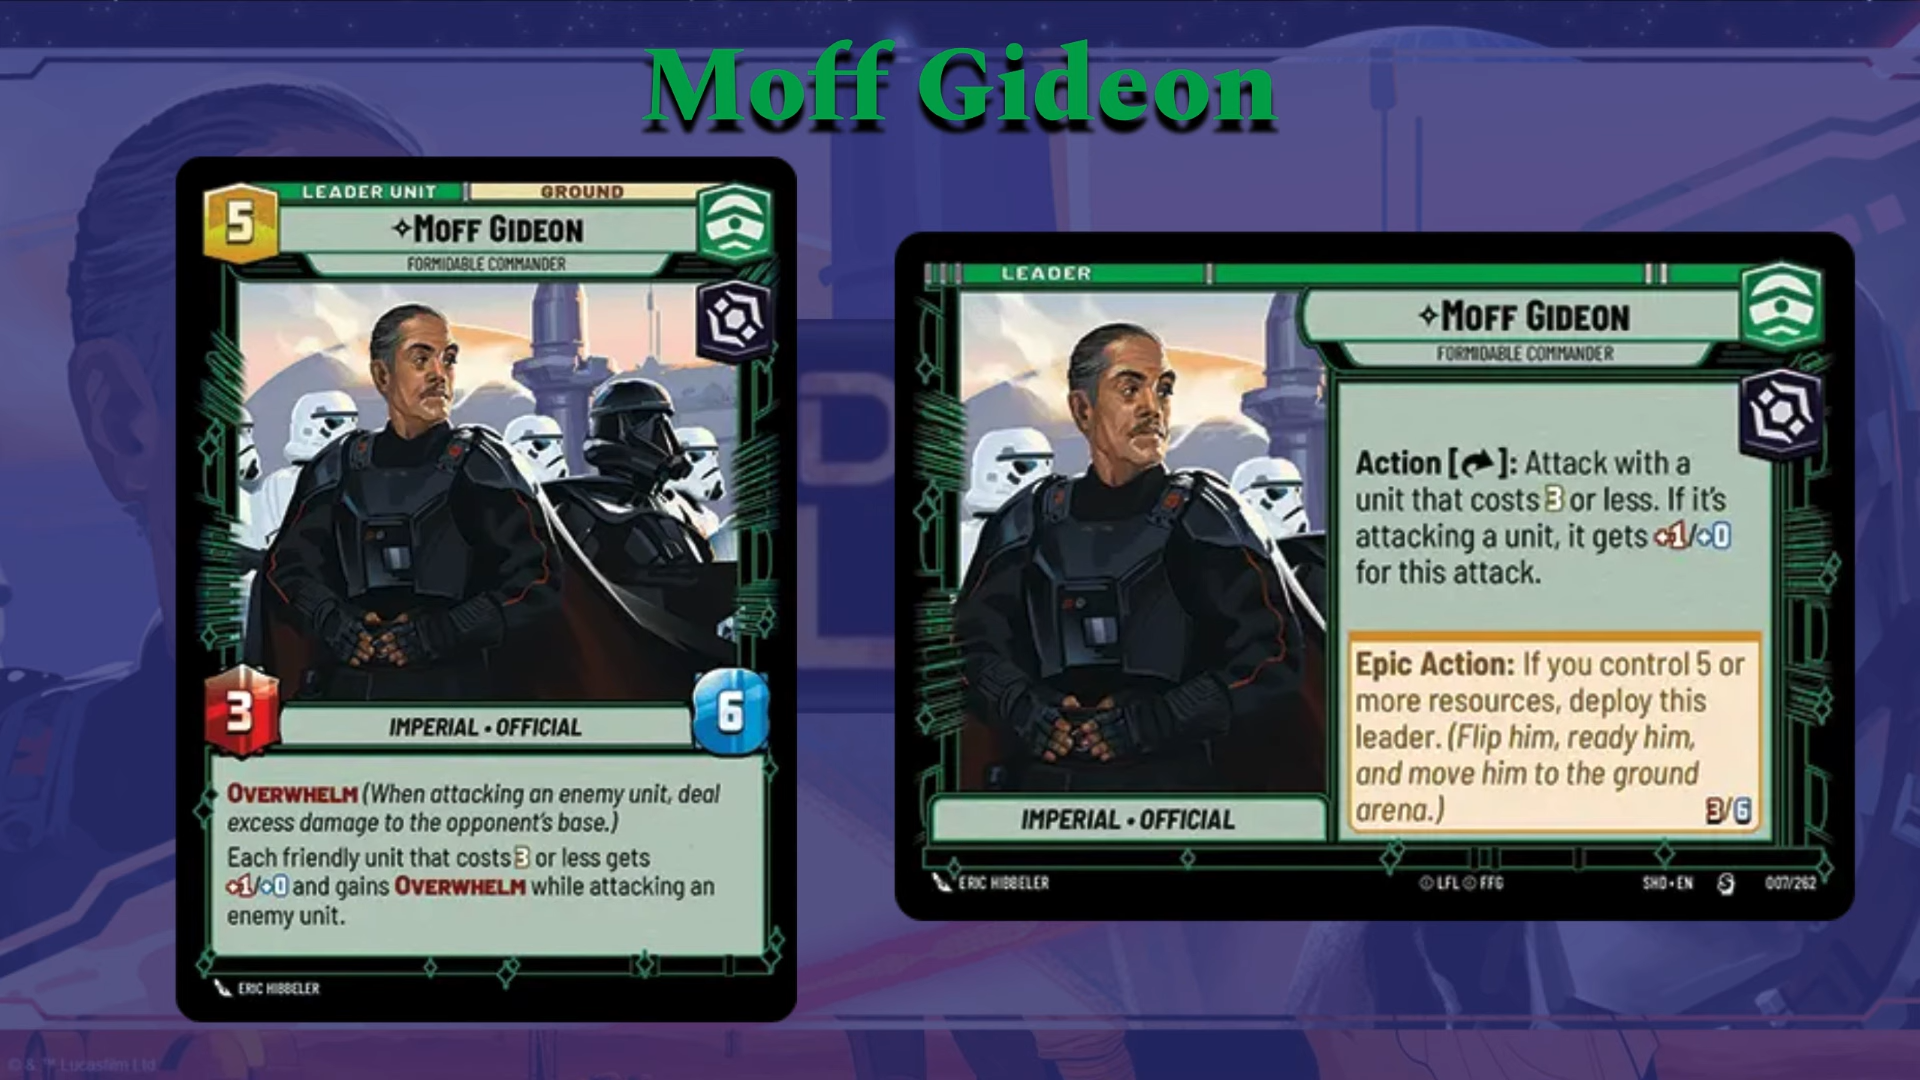 Moff Gideon
LEADER UNIT
GROUND
5
MOFF GIDEON
FORMIDABLE COMMANDER
3
IMPERIAL • OFFICIAL
6
OVERWHELM (When attacking an enemy unit, deal
excess damage to the opponent's base.)
Each friendly unit that costs 3 or less gets
+1/+0 and gains OVERWHELM while attacking an
enemy unit.
ERIC HIBBELER
LEADER
MOFF GIDEON
FORMIDABLE COMMANDER
Action [ ]: Attack with a
unit that costs 3 or less. If it's
attacking a unit, it gets +1/+0
for this attack.
Epic Action: If you control 5 or
more resources, deploy this
leader. (Flip him, ready him,
and move him to the ground
arena.)
3/6
IMPERIAL • OFFICIAL
ERIC HIBBELER
© LFL © FFG
SHD • EN
007/262
© & ™ Lucasfilm Ltd.